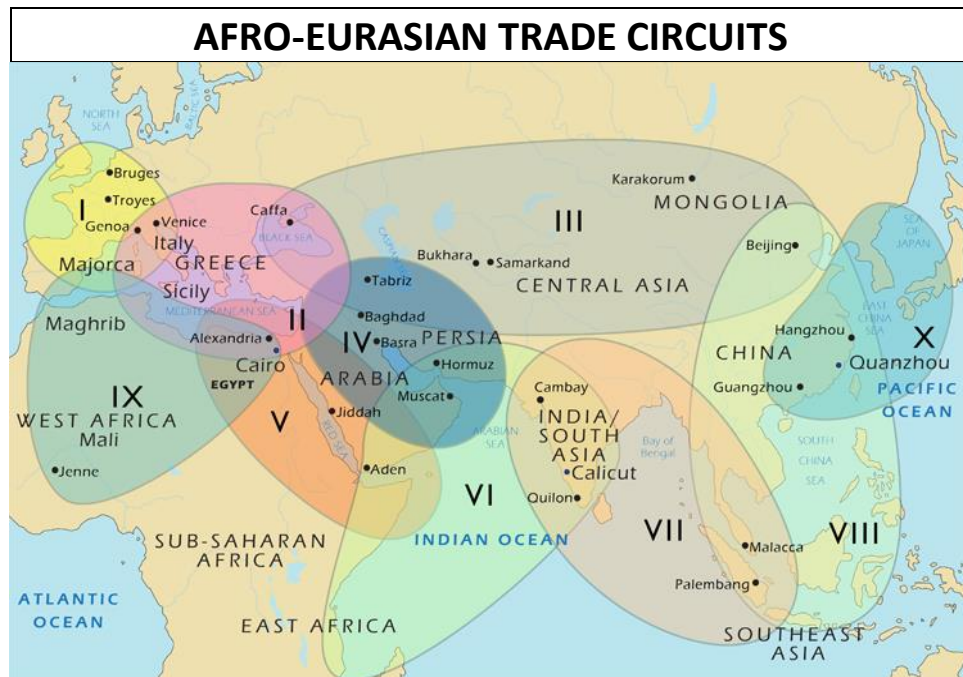 AFRO-EURASIAN TRADE CIRCUITS
NORTH
SEA
BALTIC SEA
Bruges
Troyes
I
Genoa
Venice
Italy
Majorca
GREECE
Sicily
MEDITERRANEAN SEA
Caffa
BLACK SEA
CASPIAN SEA
II
III
Karakorum
MONGOLIA
Bukhara
Samarkand
CENTRAL ASIA
Beijing
SEA
OF
JAPAN
Tabriz
Baghdad
IV
PERSIA
Basra
Hormuz
ARABIA
Muscat
Maghrib
Alexandria
Cairo
EGYPT
IX
WEST AFRICA
Mali
Jenne
V
Jiddah
RED SEA
Aden
ARABIAN
SEA
Cambay
INDIA/
SOUTH
ASIA
Calicut
Quilon
Bay of
Bengal
EAST
CHINA
SEA
X
Hangzhou
CHINA
Quanzhou
Guangzhou
PACIFIC
OCEAN
SOUTH
CHINA
SEA
VI
INDIAN OCEAN
VII
VIII
Malacca
Palembang
SUB-SAHARAN
AFRICA
ATLANTIC
OCEAN
EAST AFRICA
SOUTHEAST
ASIA